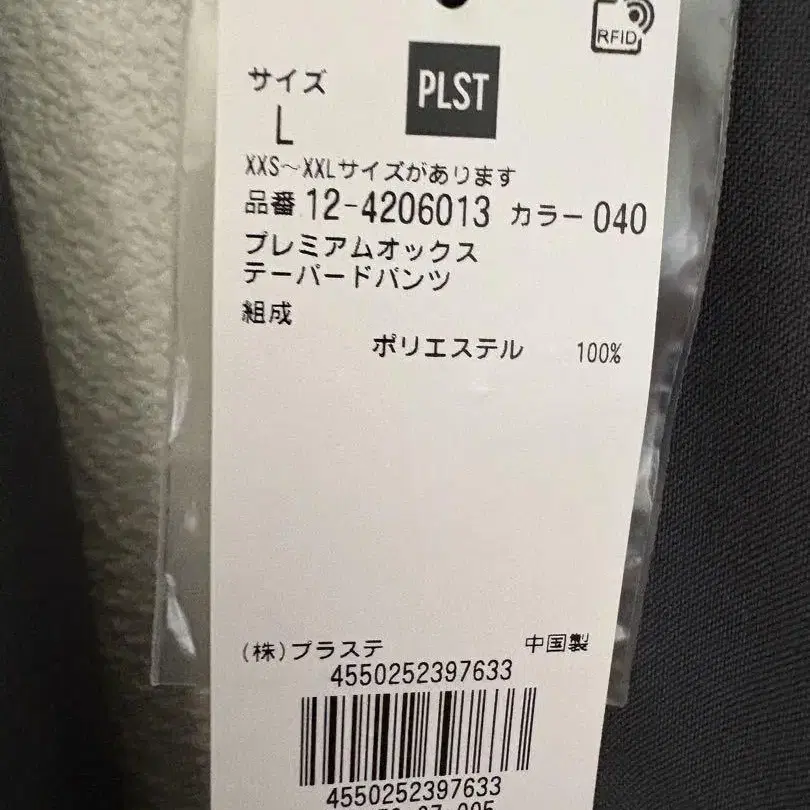 RFID
PLST
サイズ
L
XXS～XXLサイズがあります
品番 12-4206013 カラー 040
プレミアムオックス
テーパードパンツ
組成
ポリエステル 100%
(株)プラステ 中国製
4550252397633
4550252397633